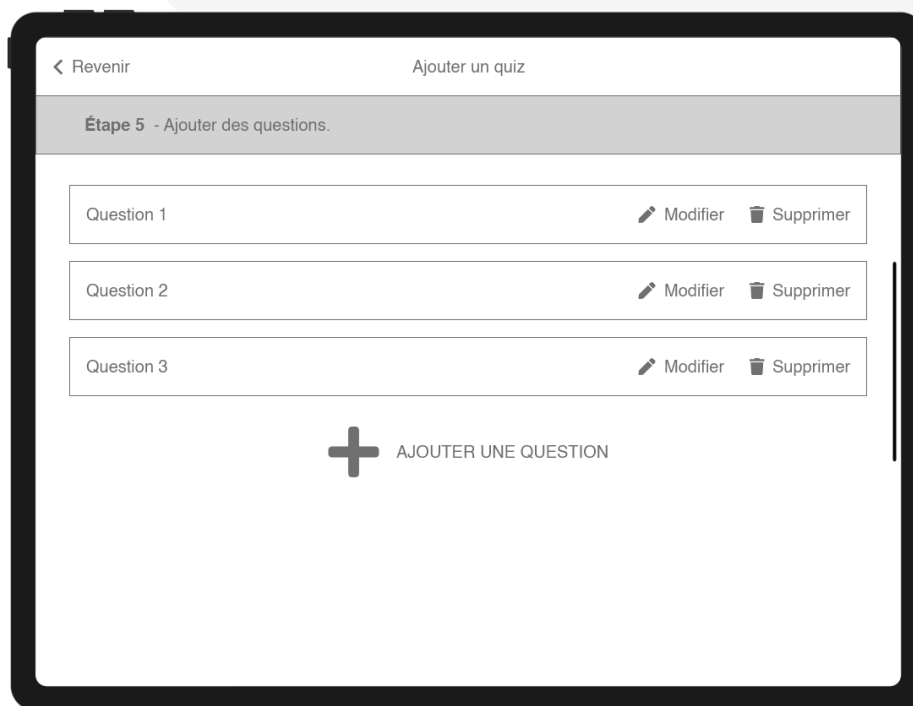 Revenir
Ajouter un quiz
Étape 5 - Ajouter des questions.
Question 1 Modifier Supprimer
Question 2 Modifier Supprimer
Question 3 Modifier Supprimer
AJOUTER UNE QUESTION